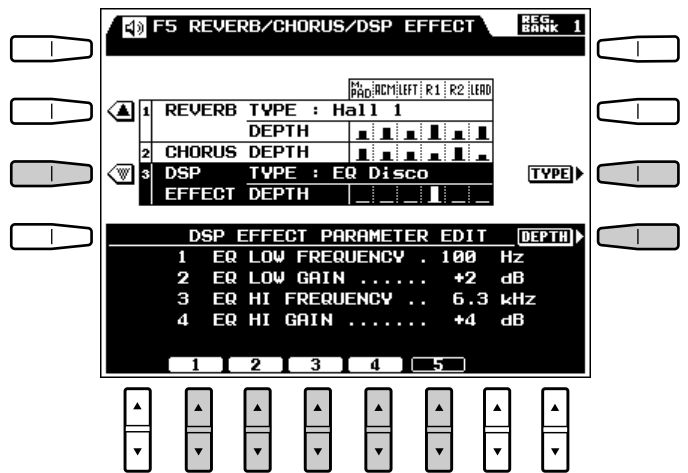 F5 REVERB/CHORUS/DSP EFFECT REG. BANK 1
M. PAD ACM LEFT R1 R2 LEAD
1 REVERB TYPE : Hall 1
DEPTH
2 CHORUS DEPTH
3 DSP TYPE : EQ Disco TYPE
EFFECT DEPTH
DSP EFFECT PARAMETER EDIT DEPTH
1 EQ LOW FREQUENCY . 100 Hz
2 EQ LOW GAIN ...... +2 dB
3 EQ HI FREQUENCY .. 6.3 kHz
4 EQ HI GAIN ....... +4 dB
1 2 3 4 5